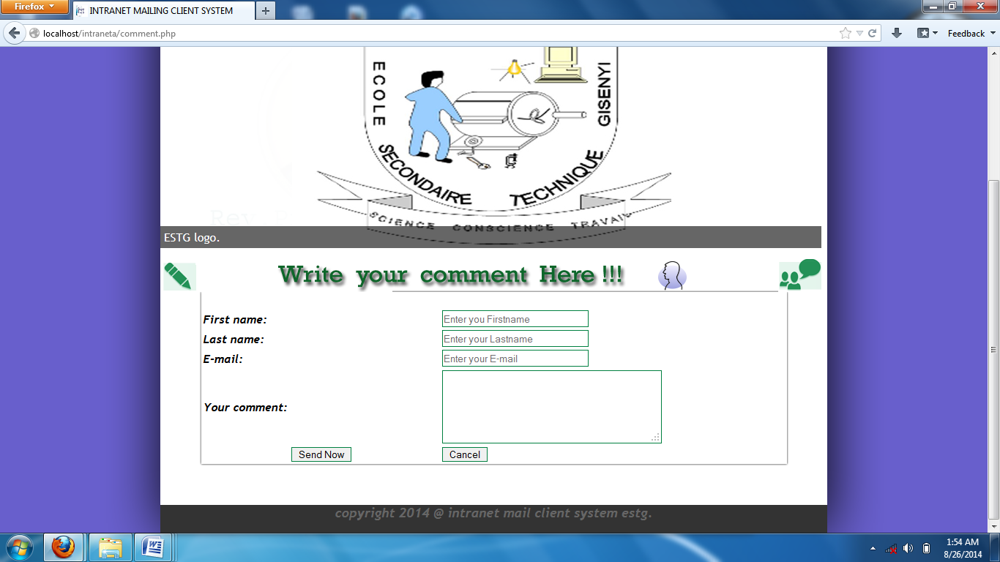 Firefox
INTRANET MAILING CLIENT SYSTEM
localhost/intraneta/comment.php
Feedback
ECOLE
SECONDAIRE
TECHNIQUE
GISENYI
SCIENCE CONSCIENCE TRAVAIL
ESTG logo.
Write your comment Here !!!
First name:
Enter you Firstname
Last name:
Enter your Lastname
E-mail:
Enter your E-mail
Your comment:
Send Now
Cancel
copyright 2014 @ intranet mail client system estg.
1:54 AM
8/26/2014